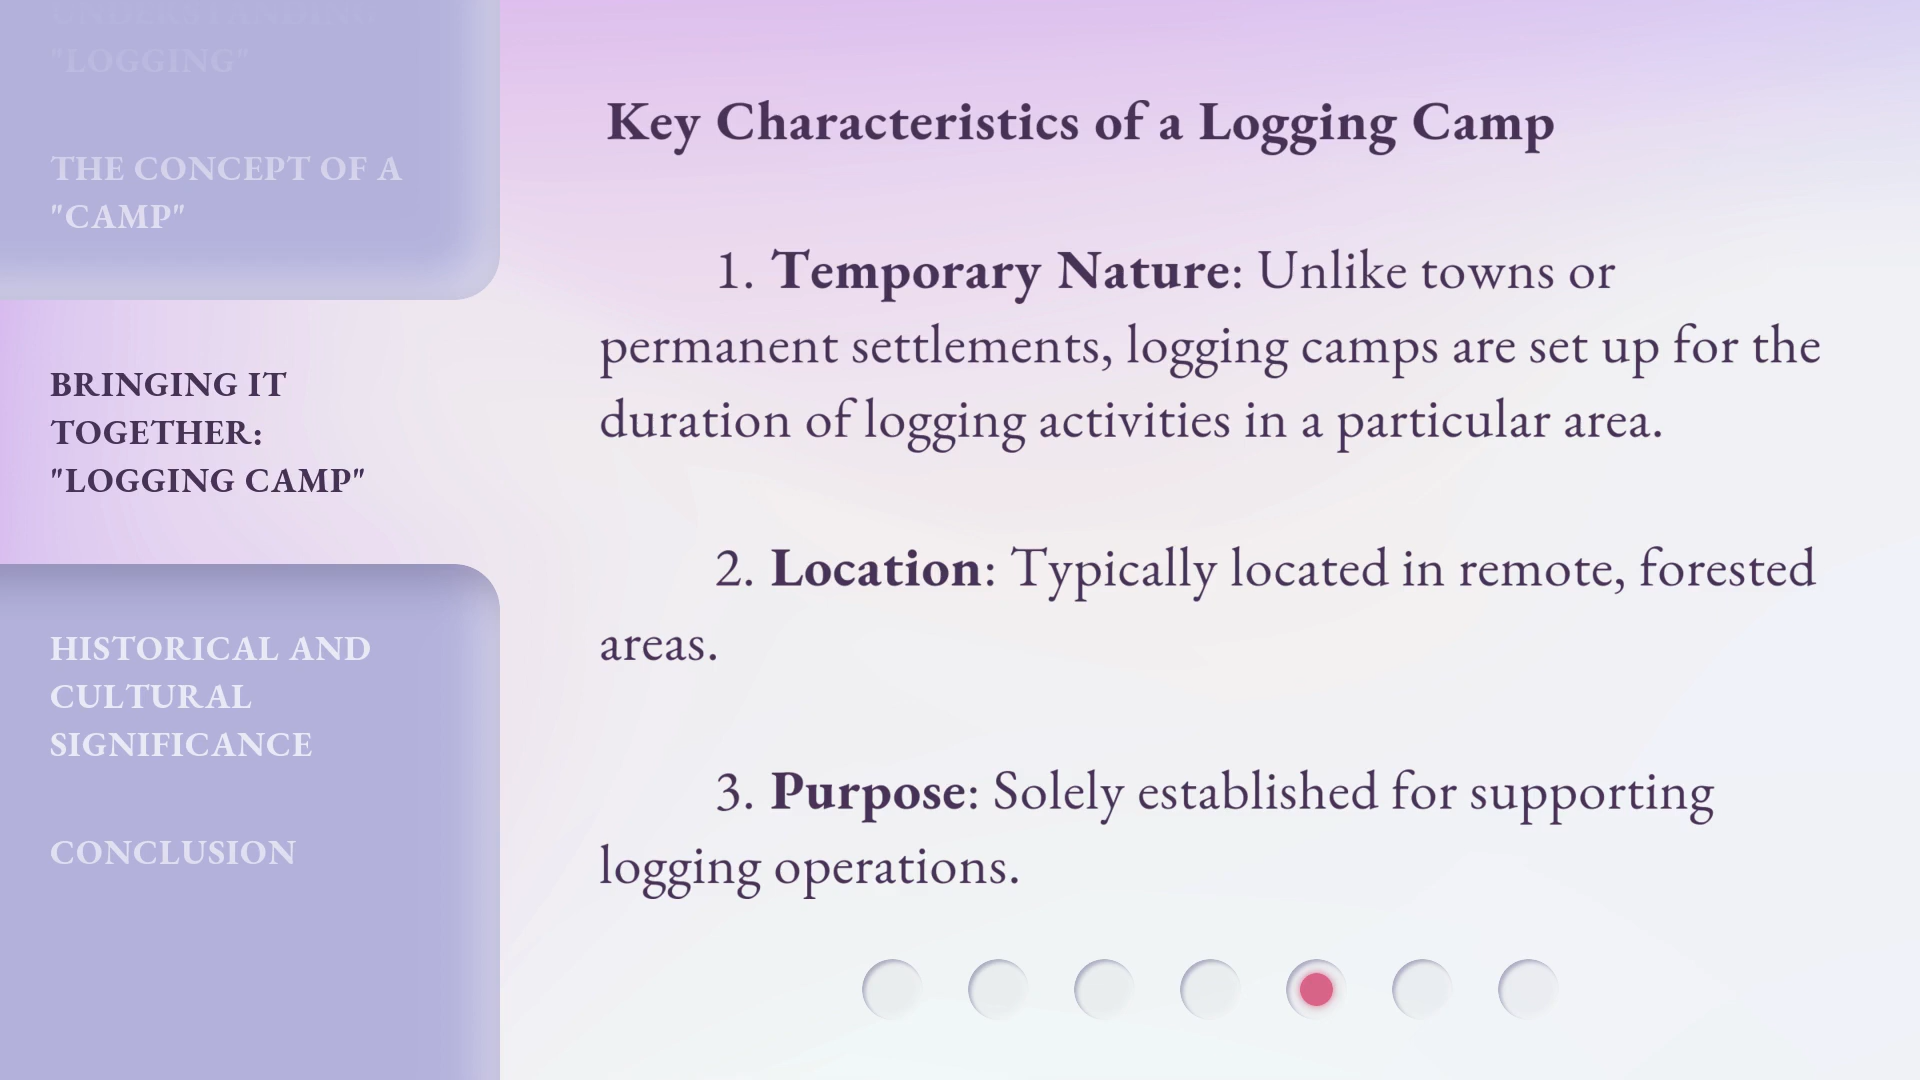 UNDERSTANDING
"LOGGING"
THE CONCEPT OF A
"CAMP"
BRINGING IT
TOGETHER:
"LOGGING CAMP"
HISTORICAL AND
CULTURAL
SIGNIFICANCE
CONCLUSION
Key Characteristics of a Logging Camp
1. Temporary Nature: Unlike towns or
permanent settlements, logging camps are set up for the
duration of logging activities in a particular area.
2. Location: Typically located in remote, forested
areas.
3. Purpose: Solely established for supporting
logging operations.